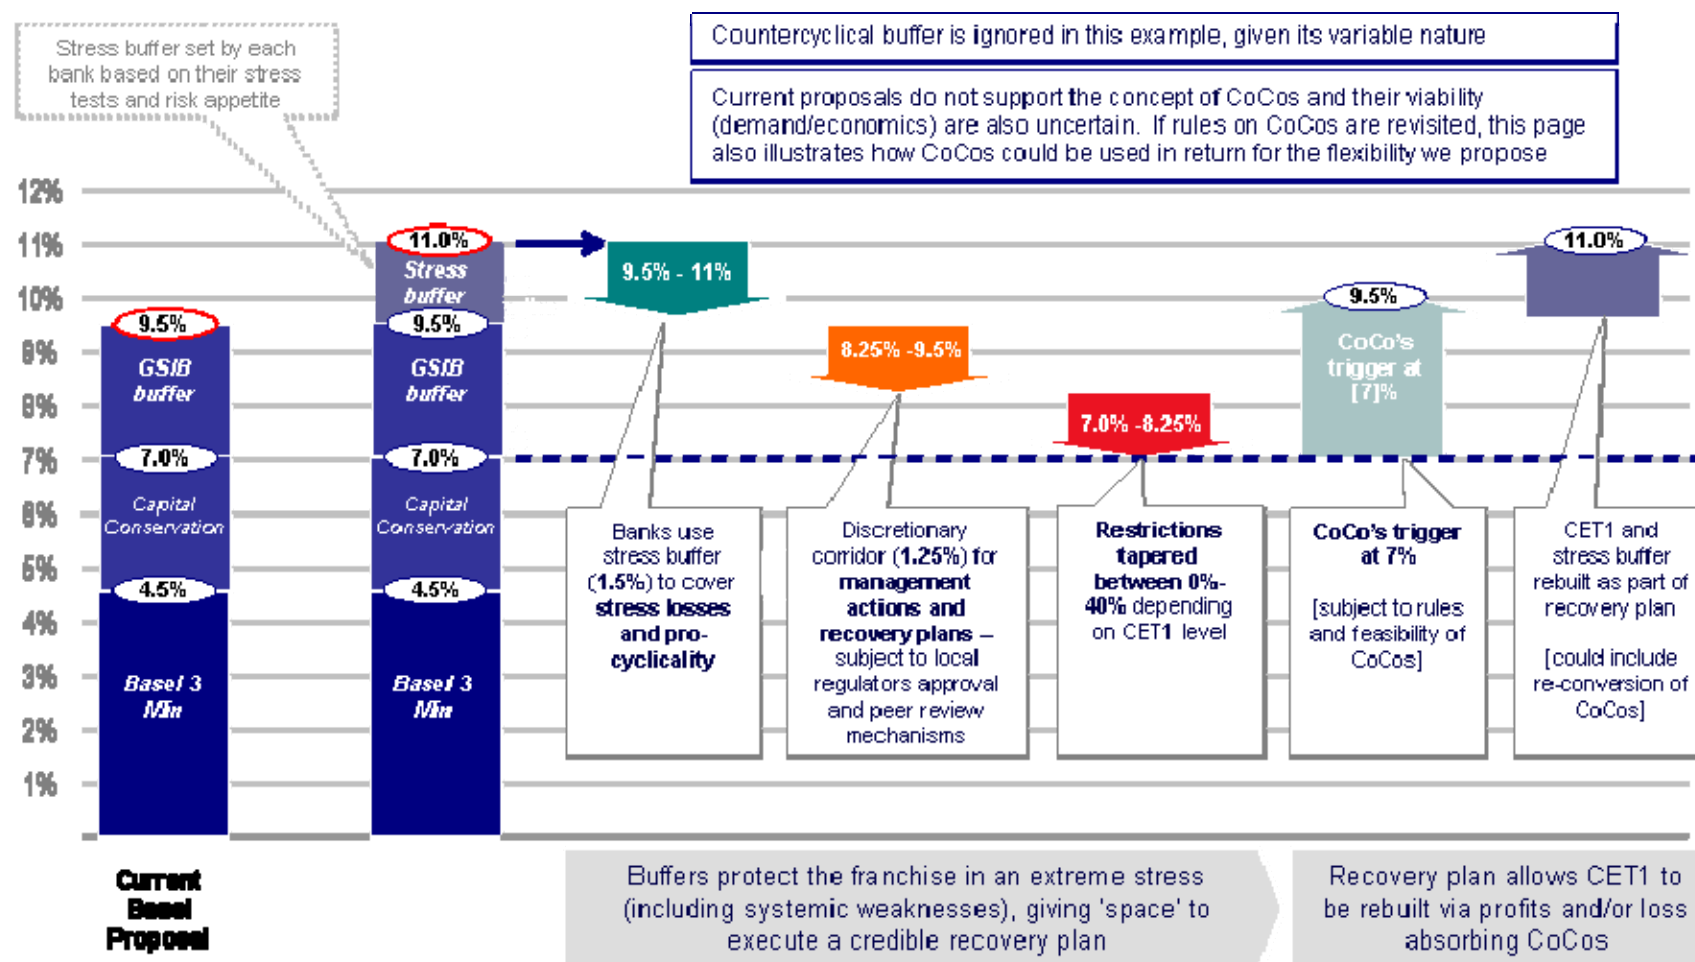 Stress buffer set by each
bank based on their stress
tests and risk appetite
Countercyclical buffer is ignored in this example, given its variable nature
Current proposals do not support the concept of CoCos and their viability
(demand/economics) are also uncertain. If rules on CoCos are revisited, this page
also illustrates how CoCos could be used in return for the flexibility we propose
12%
11%
10%
9%
8%
7%
6%
5%
4%
3%
2%
1%
9.5%
GSIB
buffer
7.0%
Capital
Conservation
4.5%
Basel 3
Min
11.0%
Stress
buffer
9.5%
GSIB
buffer
7.0%
Capital
Conservation
4.5%
Basel 3
Min
9.5% - 11%
8.25% -9.5%
7.0% -8.25%
9.5%
CoCo's
trigger at
[7]%
11.0%
Banks use
stress buffer
(1.5%) to cover
stress losses
and pro-
cyclicality
Discretionary
corridor (1.25%) for
management
actions and
recovery plans –
subject to local
regulators approval
and peer review
mechanisms
Restrictions
tapered
between 0%-
40% depending
on CET1 level
CoCo's trigger
at 7%
[subject to rules
and feasibility of
CoCos]
CET1 and
stress buffer
rebuilt as part of
recovery plan
[could include
re-conversion of
CoCos]
Current
Basel
Proposal
Buffers protect the franchise in an extreme stress
(including systemic weaknesses), giving 'space' to
execute a credible recovery plan
Recovery plan allows CET1 to
be rebuilt via profits and/or loss
absorbing CoCos